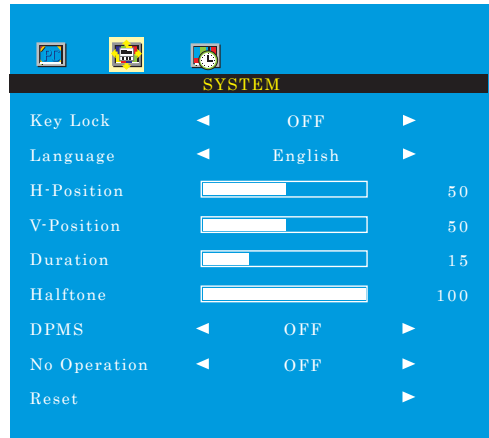 PC
SYSTEM
Key Lock OFF
Language English
H-Position 50
V-Position 50
Duration 15
Halftone 100
DPMS OFF
No Operation OFF
Reset